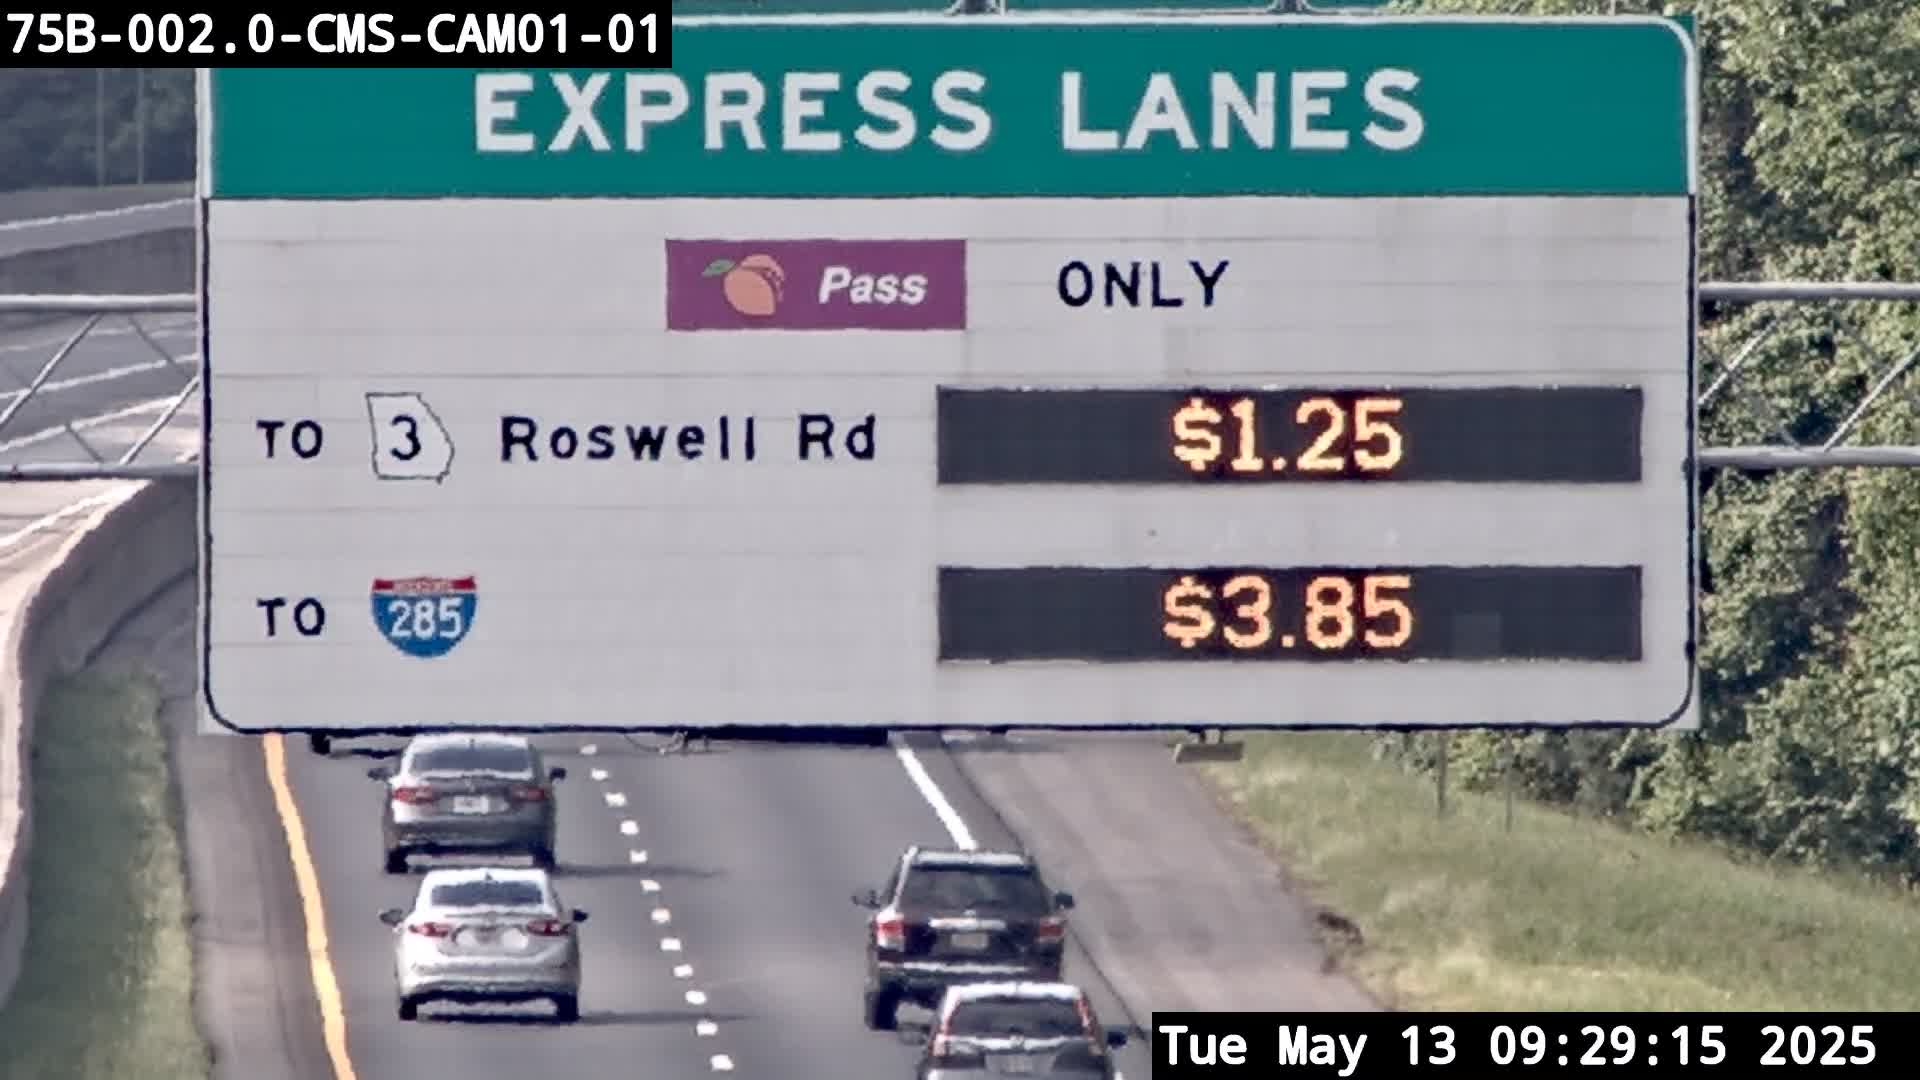 75B-002.0-CMS-CAM01-01
EXPRESS LANES
Pass ONLY
TO 3 Roswell Rd $1.25
TO 285 $3.85
Tue May 13 09:29:15 2025